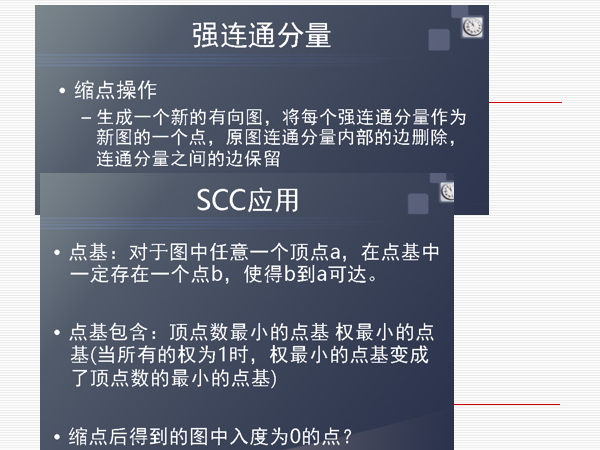 强连通分量
• 缩点操作
– 生成一个新的有向图，将每个强连通分量作为
新图的一个点，原图连通分量内部的边删除，
连通分量之间的边保留
SCC应用
• 点基：对于图中任意一个顶点a，在点基中
一定存在一个点b，使得b到a可达。
• 点基包含：顶点数最小的点基 权最小的点
基(当所有的权为1时，权最小的点基变成
了顶点数的最小的点基)
• 缩点后得到的图中入度为0的点？